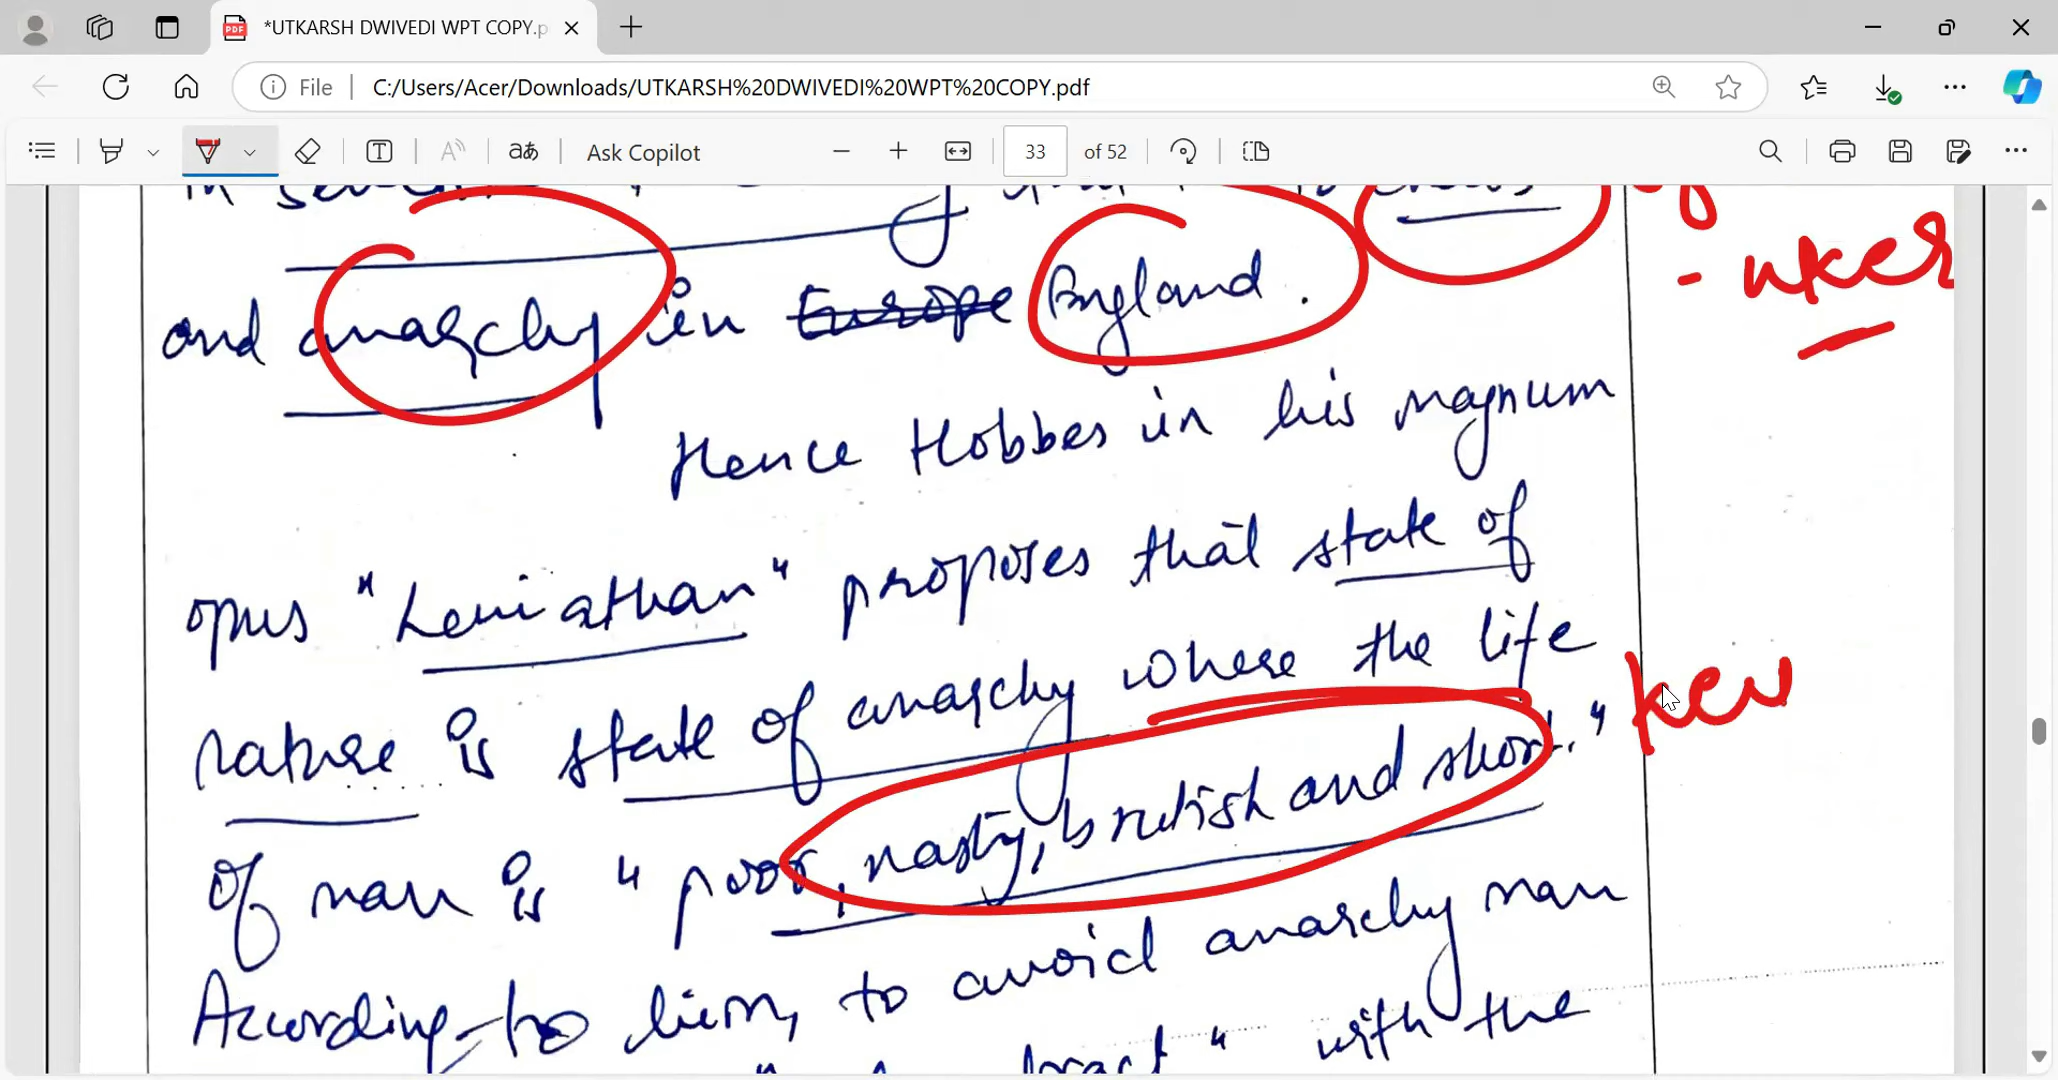 *UTKARSH DWIVEDI WPT COPY.p
File C:/Users/Acer/Downloads/UTKARSH%20DWIVEDI%20WPT%20COPY.pdf
Ask Copilot 33 of 52
and anarchy in Europe England.
Hence Hobbes in his magnum
opus "Leviathan" proposes that state of
nature is state of anarchy where the life
of man is "poor, nasty, brutish and short."
According to him, to avoid anarchy man
with the